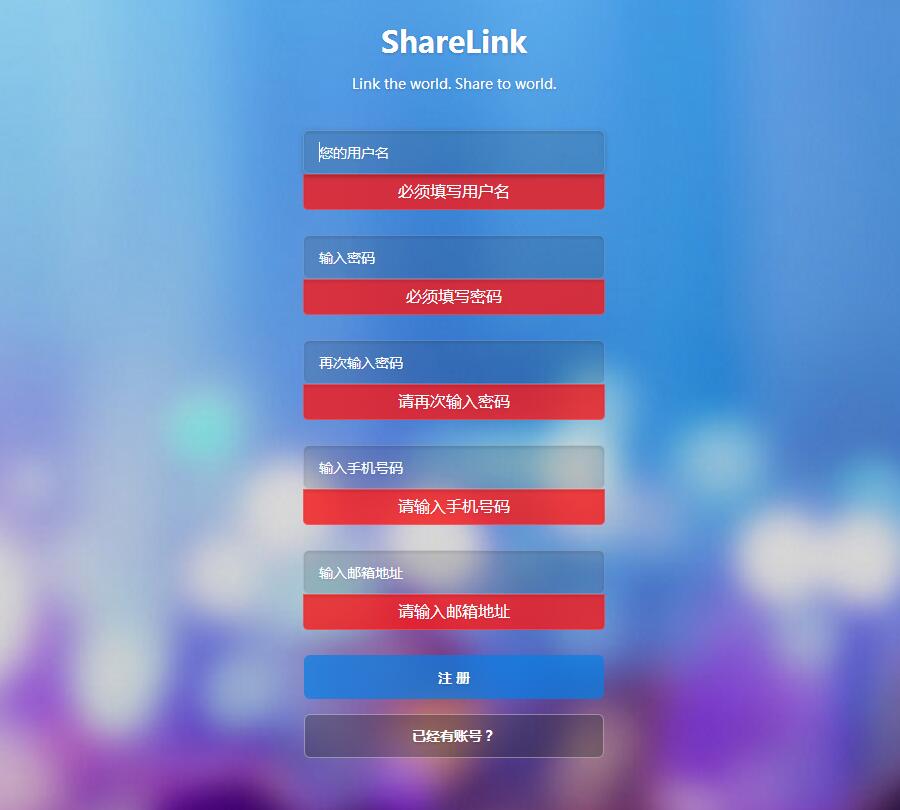 ShareLink
Link the world. Share to world.
您的用户名
必须填写用户名
输入密码
必须填写密码
再次输入密码
请再次输入密码
输入手机号码
请输入手机号码
输入邮箱地址
请输入邮箱地址
注 册
已经有账号？